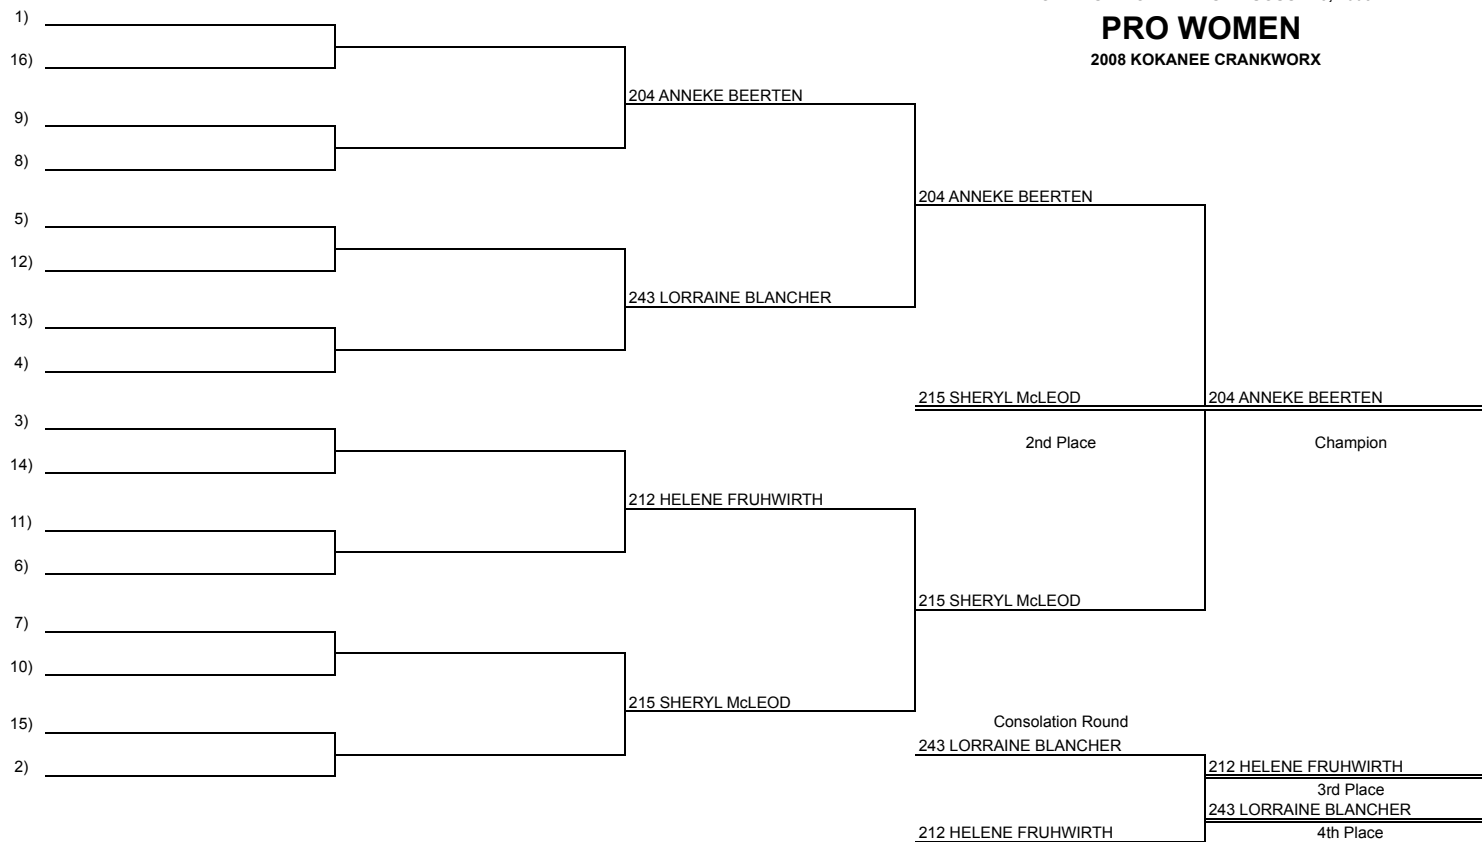 PRO WOMEN
2008 KOKANEE CRANKWORX
1)
16)
9)
8)
5)
12)
13)
4)
3)
14)
11)
6)
7)
10)
15)
2)
204 ANNEKE BEERTEN
243 LORRAINE BLANCHER
212 HELENE FRUHWIRTH
215 SHERYL McLEOD
204 ANNEKE BEERTEN
215 SHERYL McLEOD
215 SHERYL McLEOD
2nd Place
204 ANNEKE BEERTEN
Champion
Consolation Round
243 LORRAINE BLANCHER
212 HELENE FRUHWIRTH
212 HELENE FRUHWIRTH
3rd Place
243 LORRAINE BLANCHER
4th Place